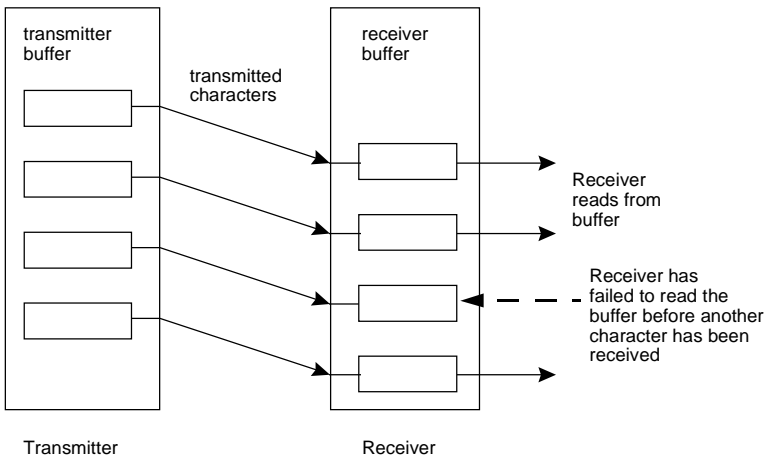 transmitter
buffer
receiver
buffer
transmitted
characters
Receiver
reads from
buffer
Receiver has
failed to read the
buffer before another
character has been
received
Transmitter
Receiver